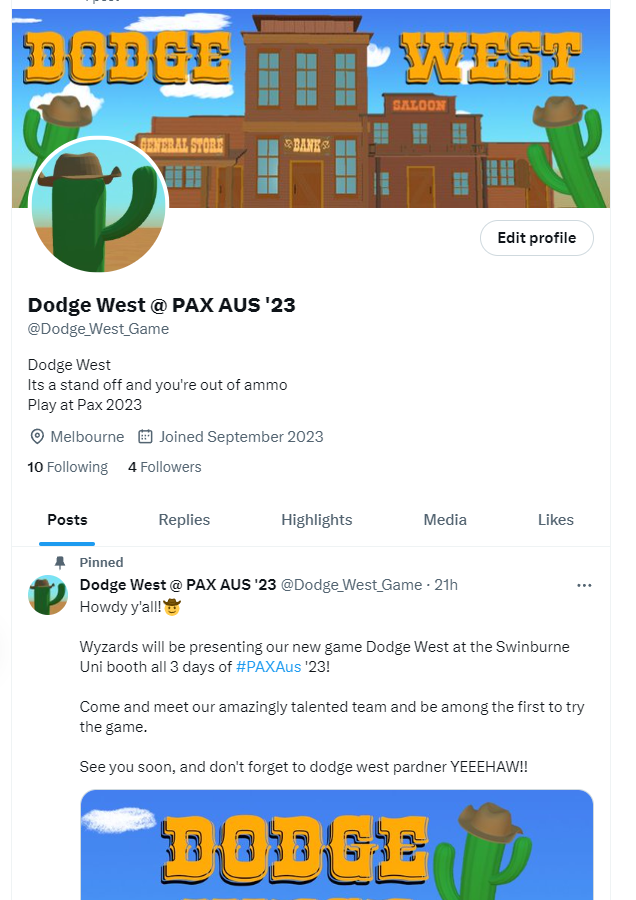 DODGE WEST
SALOON
GENERAL STORE
BANK
Edit profile
Dodge West @ PAX AUS '23
@Dodge_West_Game
Dodge West
Its a stand off and you're out of ammo
Play at Pax 2023
Melbourne Joined September 2023
10 Following 4 Followers
Posts Replies Highlights Media Likes
Pinned
Dodge West @ PAX AUS '23 @Dodge_West_Game · 21h
Howdy y'all!🤠
Wyzards will be presenting our new game Dodge West at the Swinburne
Uni booth all 3 days of #PAXAus '23!
Come and meet our amazingly talented team and be among the first to try
the game.
See you soon, and don't forget to dodge west pardner YEEEHAW!!
DODGE